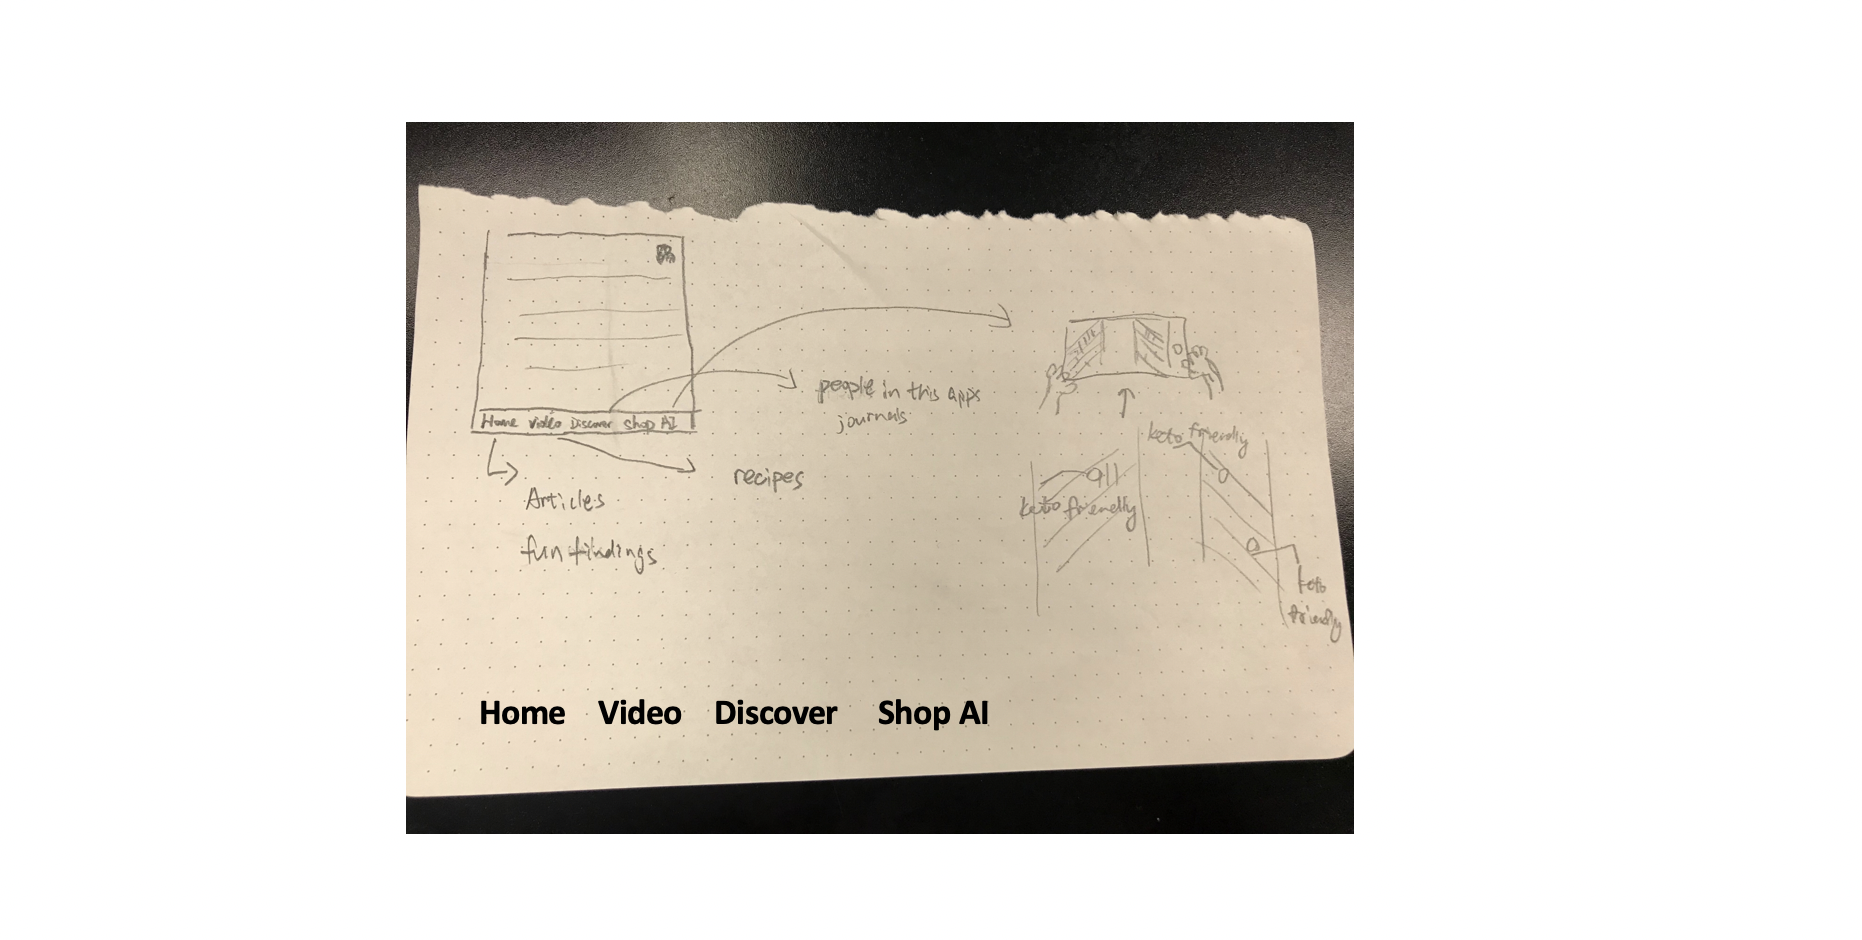 Home Video Discover Shop AI
Articles
fun findings
recipes
people in this apps
journals
keto friendly
all
keto friendly
keto
friendly
Home Video Discover Shop AI